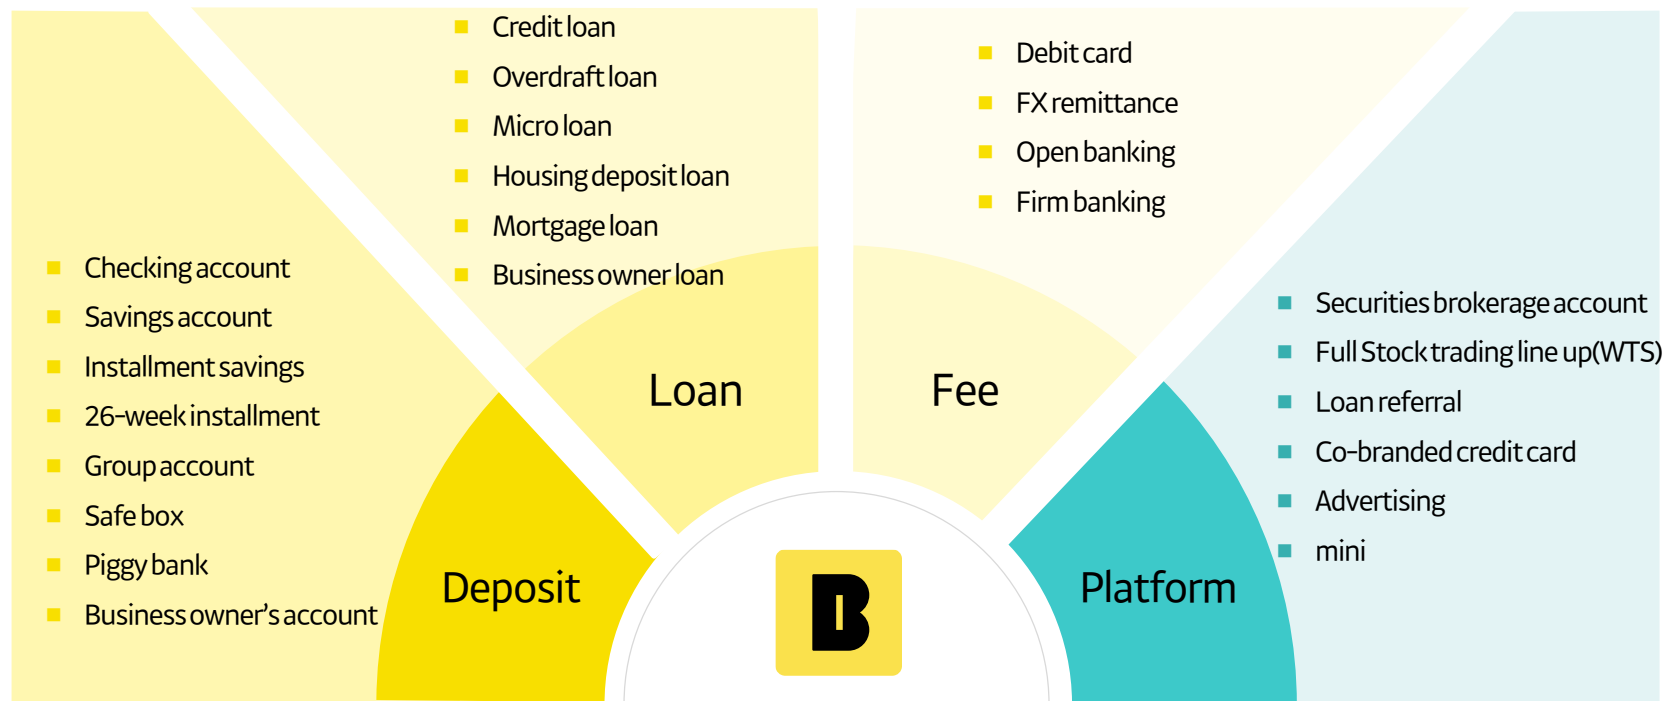 Credit loan
Overdraft loan
Micro loan
Housing deposit loan
Mortgage loan
Business owner loan
Loan
Debit card
FX remittance
Open banking
Firm banking
Fee
Checking account
Savings account
Installment savings
26-week installment
Group account
Safe box
Piggy bank
Business owner’s account
Deposit
Securities brokerage account
Full Stock trading line up(WTS)
Loan referral
Co-branded credit card
Advertising
mini
Platform
B